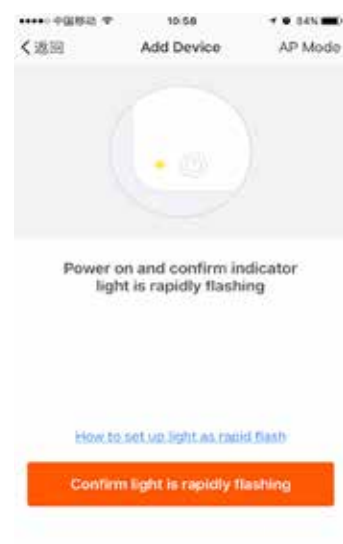 中国移动 10:58 84%
返回 Add Device AP Mode
Power on and confirm indicator
light is rapidly flashing
How to set up light as rapid flash
Confirm light is rapidly flashing